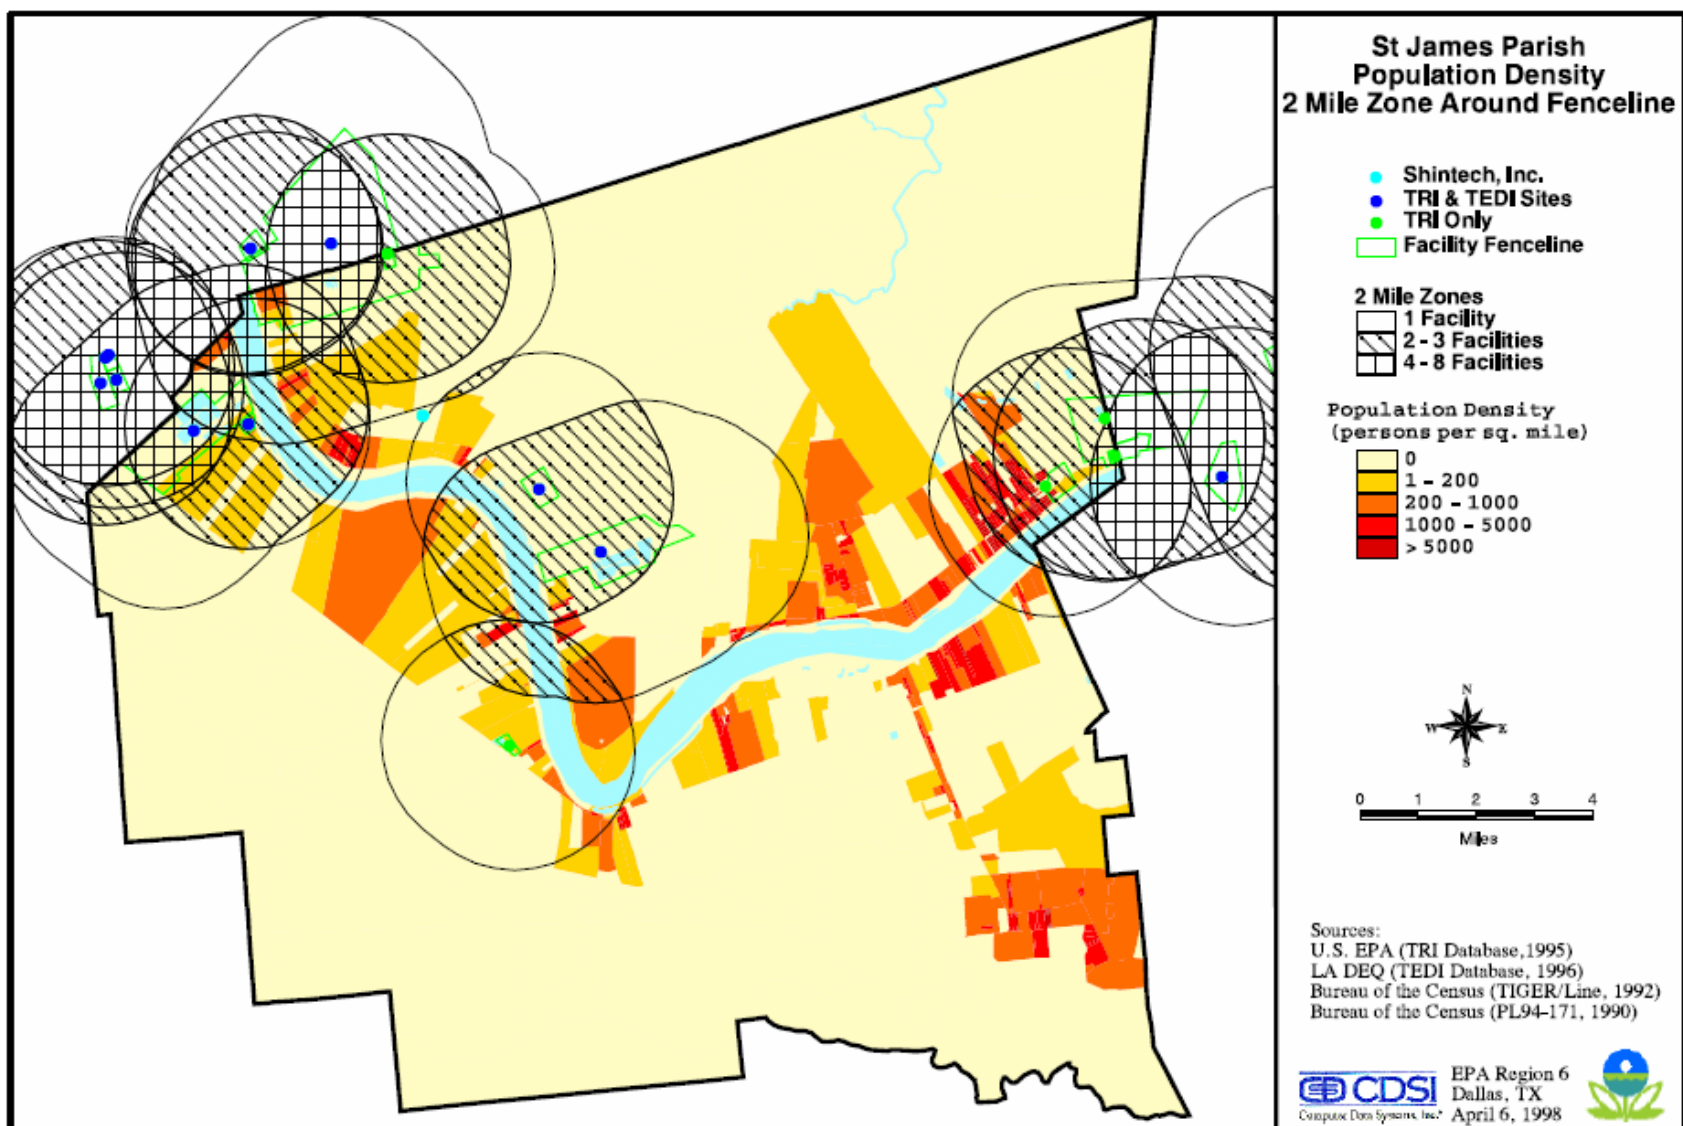 St James Parish
Population Density
2 Mile Zone Around Fenceline
Shintech, Inc.
TRI & TEDI Sites
TRI Only
Facility Fenceline
2 Mile Zones
1 Facility
2 - 3 Facilities
4 - 8 Facilities
Population Density
(persons per sq. mile)
0
1 - 200
200 - 1000
1000 - 5000
> 5000
N
W E
S
0 1 2 3 4
Miles
Sources:
U.S. EPA (TRI Database,1995)
LA DEQ (TEDI Database, 1996)
Bureau of the Census (TIGER/Line, 1992)
Bureau of the Census (PL94-171, 1990)
CDSI
Computer Data Systems, Inc.
EPA Region 6
Dallas, TX
April 6, 1998